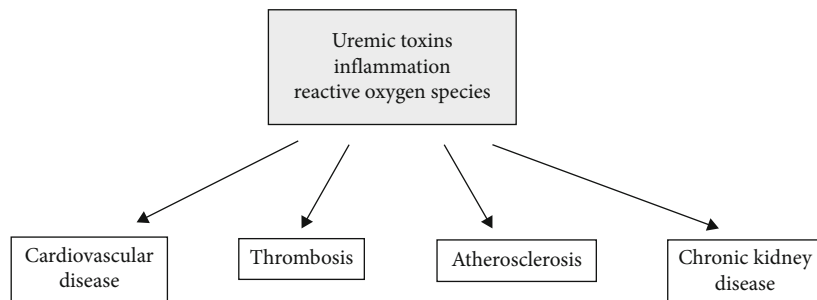 Uremic toxins
inflammation
reactive oxygen species
Cardiovascular
disease
Thrombosis
Atherosclerosis
Chronic kidney
disease